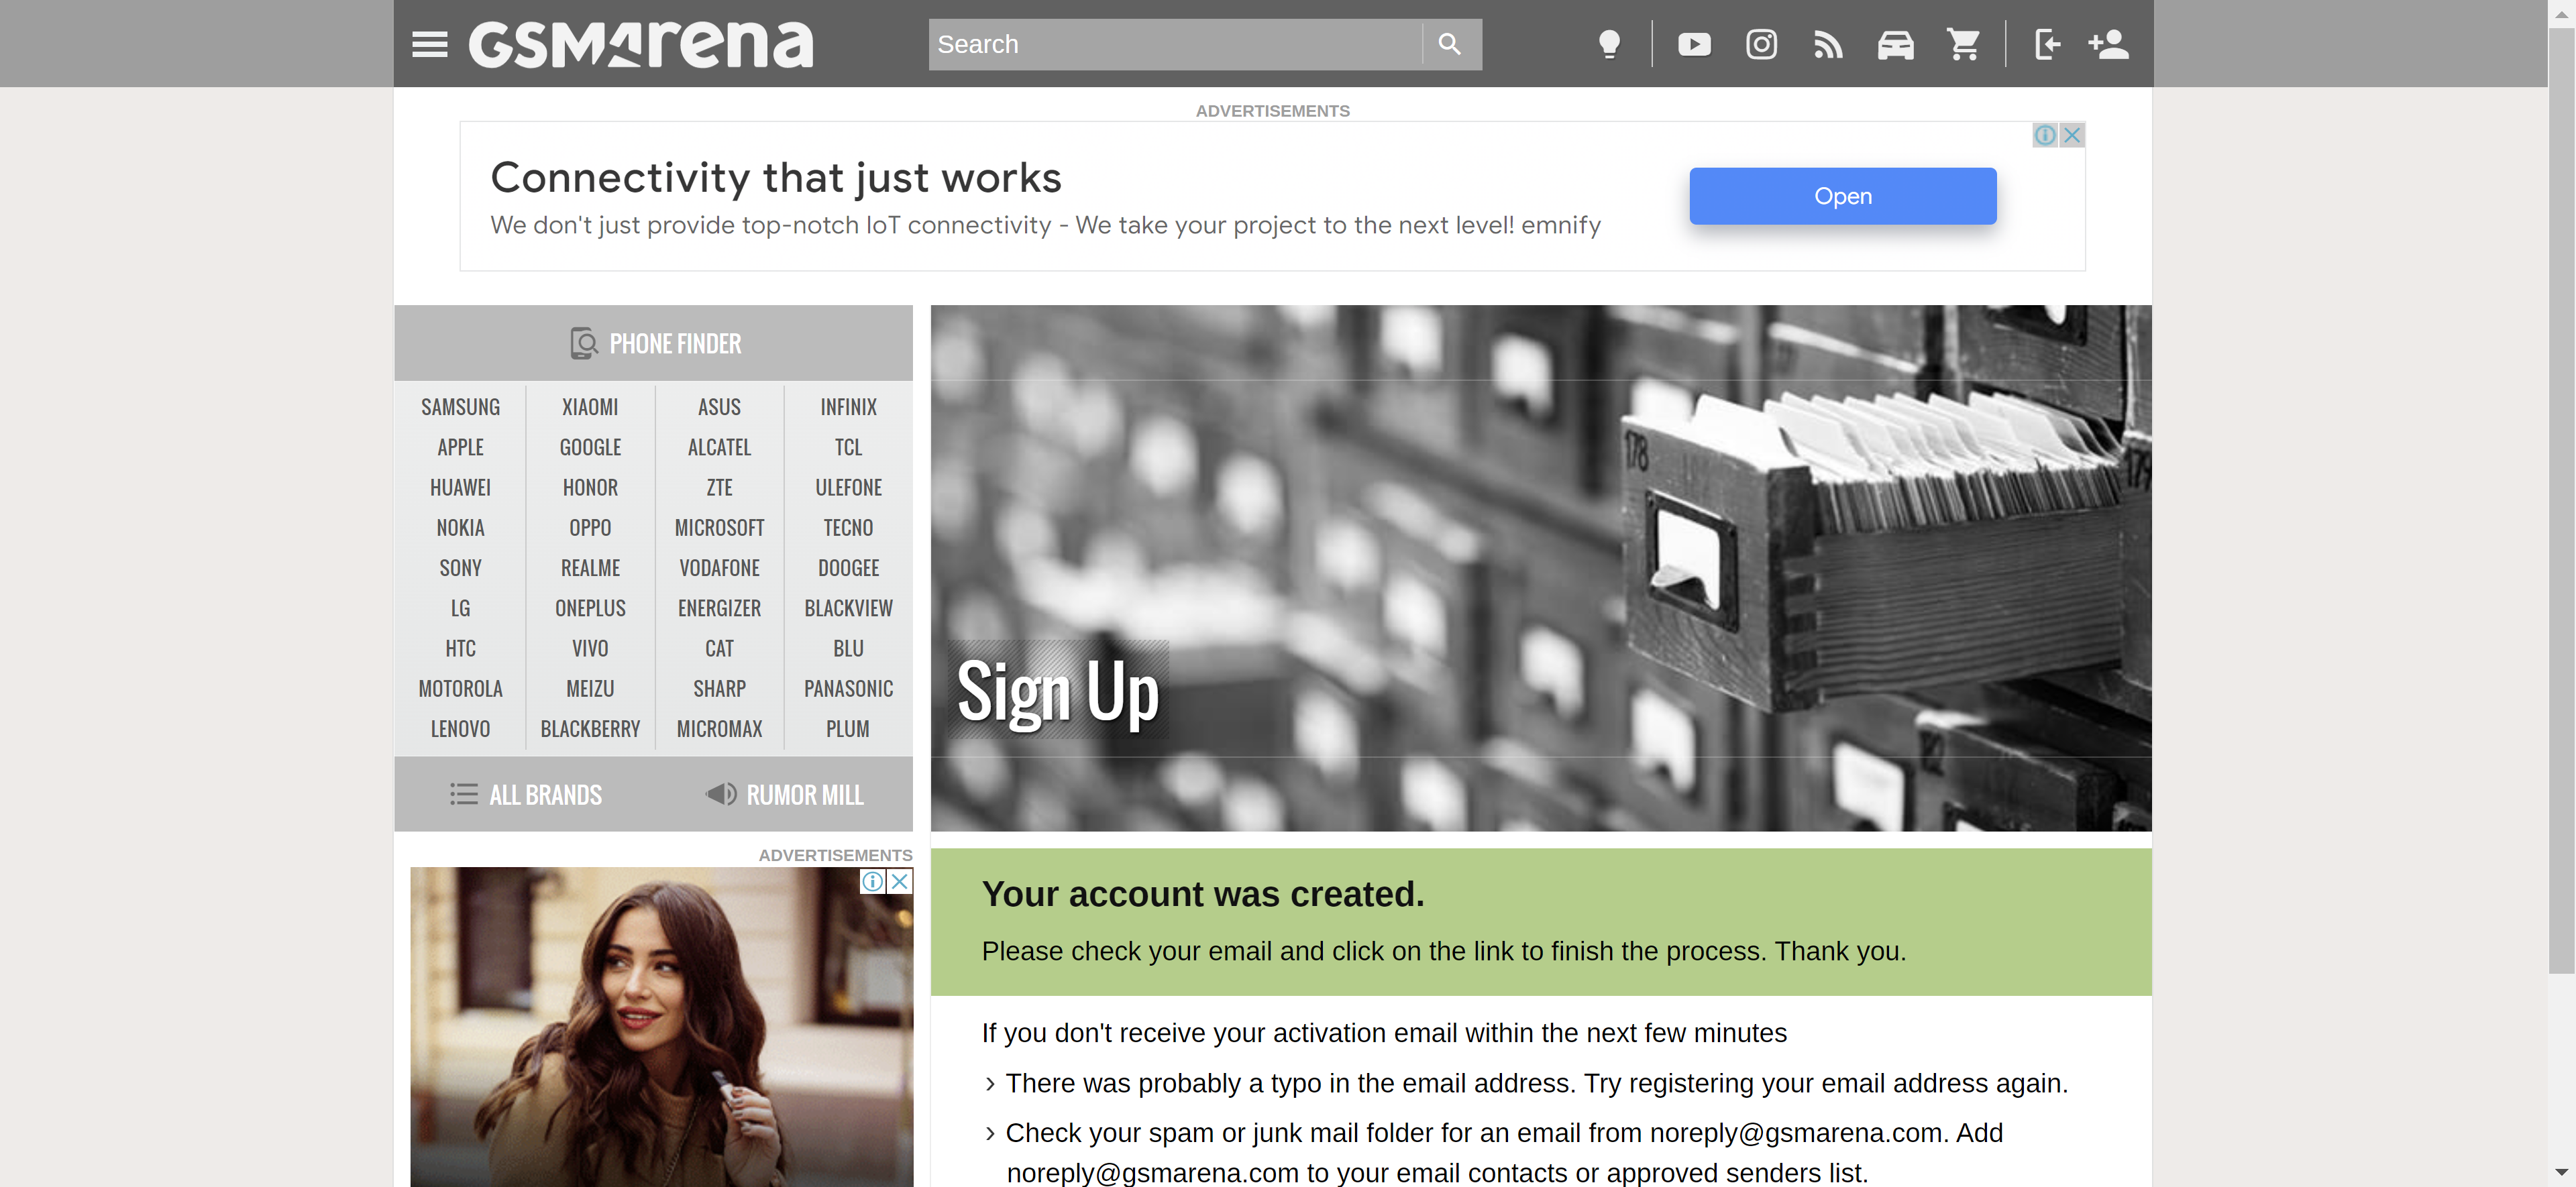 GSMArena
Search
ADVERTISEMENTS
Connectivity that just works
We don't just provide top-notch IoT connectivity - We take your project to the next level! emnify
Open
PHONE FINDER
SAMSUNG XIAOMI ASUS INFINIX
APPLE GOOGLE ALCATEL TCL
HUAWEI HONOR ZTE ULEFONE
NOKIA OPPO MICROSOFT TECNO
SONY REALME VODAFONE DOOGEE
LG ONEPLUS ENERGIZER BLACKVIEW
HTC VIVO CAT BLU
MOTOROLA MEIZU SHARP PANASONIC
LENOVO BLACKBERRY MICROMAX PLUM
ALL BRANDS RUMOR MILL
ADVERTISEMENTS
178
Sign Up
Your account was created.
Please check your email and click on the link to finish the process. Thank you.
If you don't receive your activation email within the next few minutes
› There was probably a typo in the email address. Try registering your email address again.
› Check your spam or junk mail folder for an email from noreply@gsmarena.com. Add
noreply@gsmarena.com to your email contacts or approved senders list.